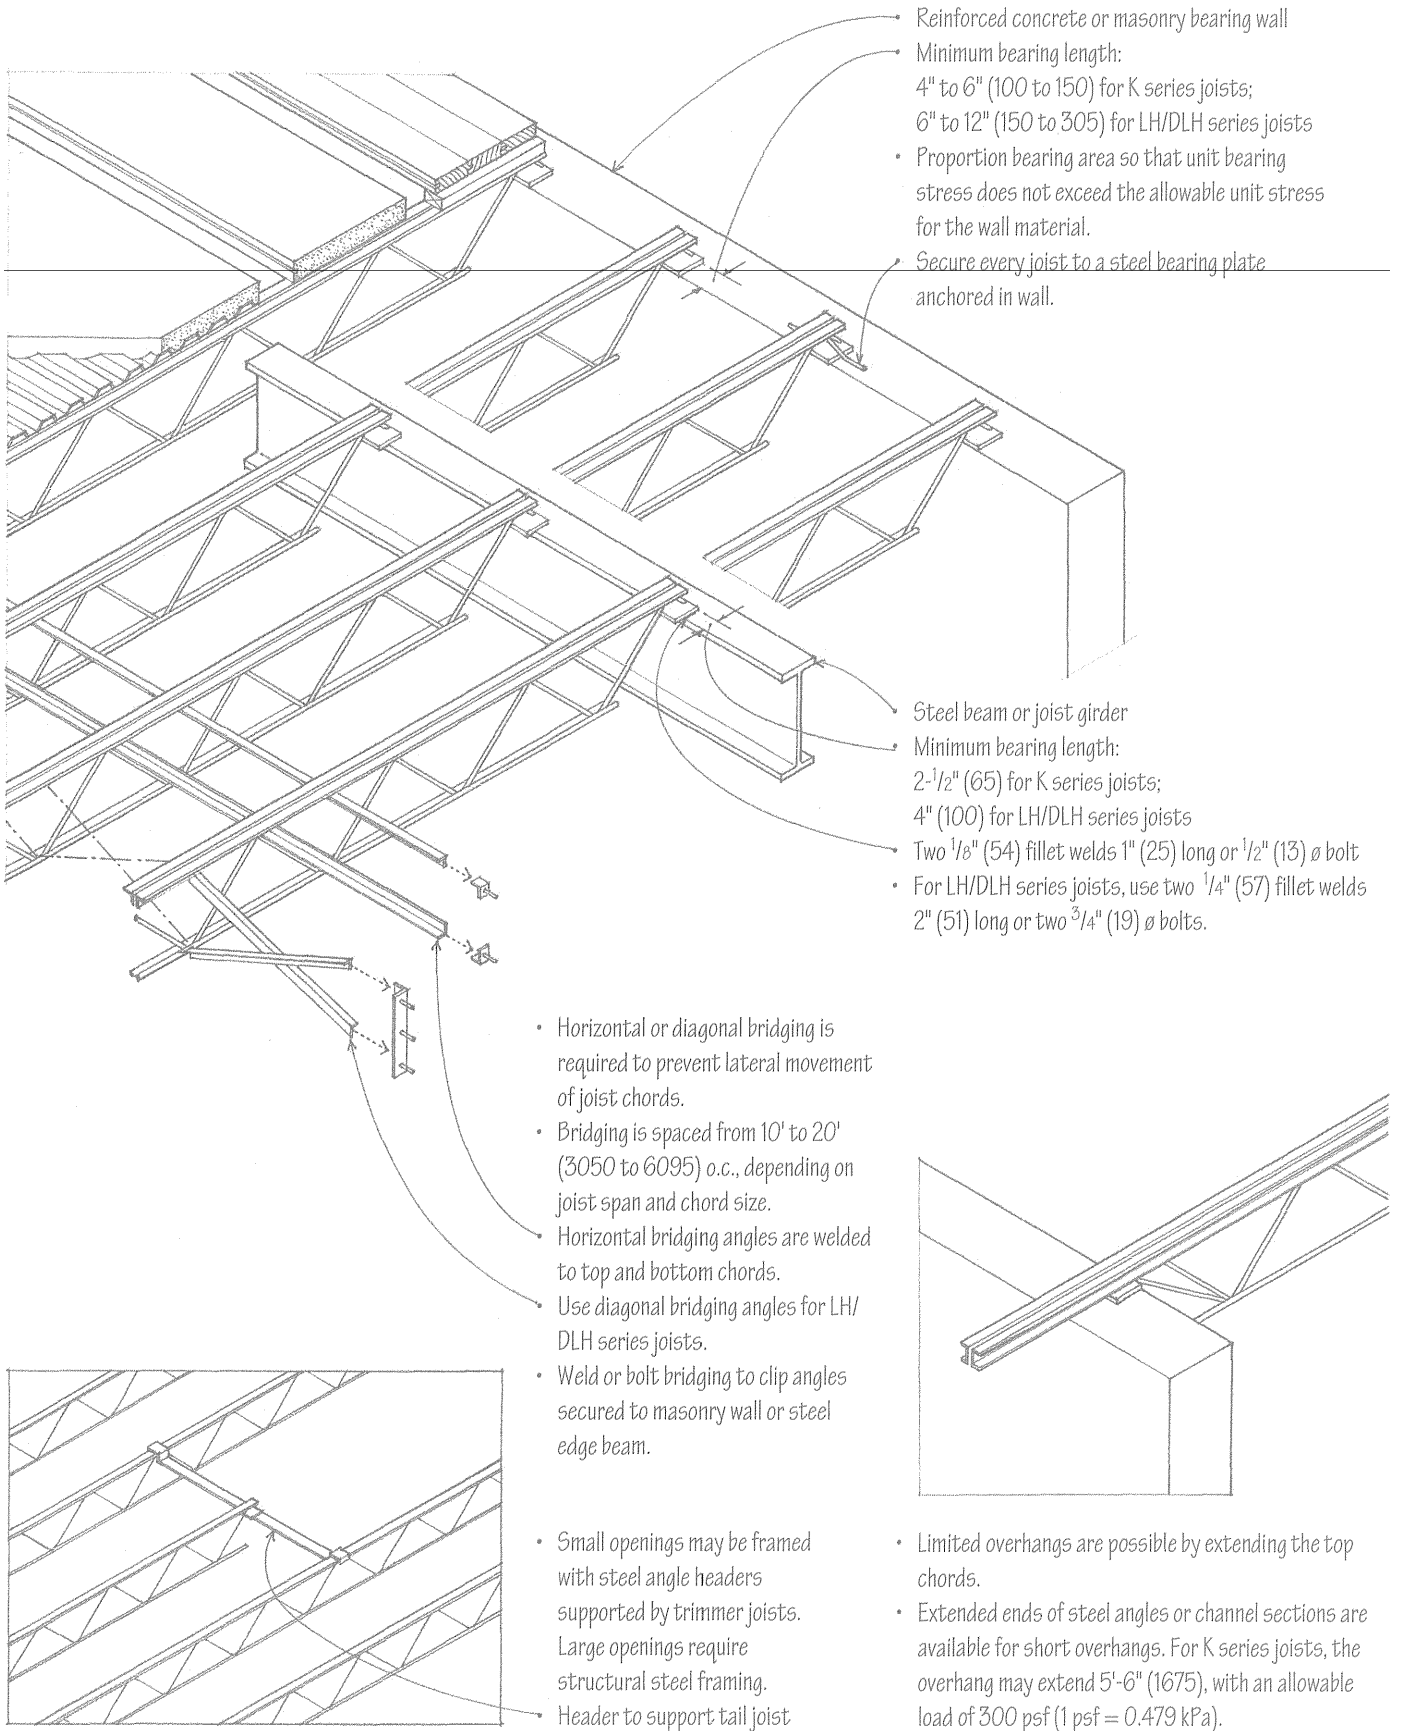 Reinforced concrete or masonry bearing wall
• Minimum bearing length:
4" to 6" (100 to 150) for K series joists;
6" to 12" (150 to 305) for LH/DLH series joists
• Proportion bearing area so that unit bearing
stress does not exceed the allowable unit stress
for the wall material.
• Secure every joist to a steel bearing plate
anchored in wall.
• Steel beam or joist girder
• Minimum bearing length:
2-1/2" (65) for K series joists;
4" (100) for LH/DLH series joists
• Two 1/8" (54) fillet welds 1" (25) long or 1/2" (13) ø bolt
• For LH/DLH series joists, use two 1/4" (57) fillet welds
2" (51) long or two 3/4" (19) ø bolts.
• Horizontal or diagonal bridging is
required to prevent lateral movement
of joist chords.
• Bridging is spaced from 10' to 20'
(3050 to 6095) o.c., depending on
joist span and chord size.
• Horizontal bridging angles are welded
to top and bottom chords.
• Use diagonal bridging angles for LH/
DLH series joists.
• Weld or bolt bridging to clip angles
secured to masonry wall or steel
edge beam.
• Small openings may be framed
with steel angle headers
supported by trimmer joists.
Large openings require
structural steel framing.
• Header to support tail joist
• Limited overhangs are possible by extending the top
chords.
• Extended ends of steel angles or channel sections are
available for short overhangs. For K series joists, the
overhang may extend 5'-6" (1675), with an allowable
load of 300 psf (1 psf = 0.479 kPa).